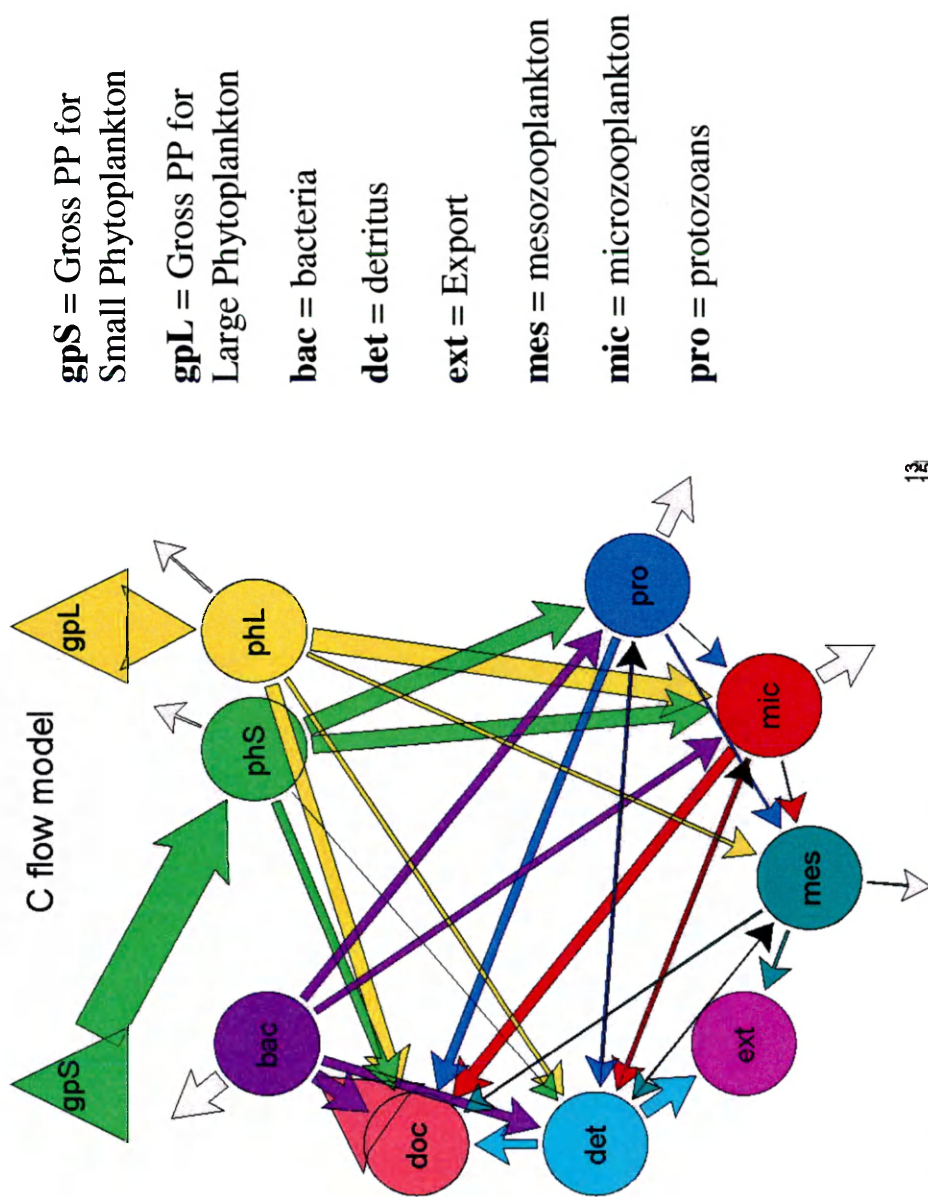 C flow model
gpS
gpL
phS
phL
bac
doc
det
ext
mes
mic
pro
gpS = Gross PP for
Small Phytoplankton
gpL = Gross PP for
Large Phytoplankton
bac = bacteria
det = detritus
ext = Export
mes = mesozooplankton
mic = microzooplankton
pro = protozoans